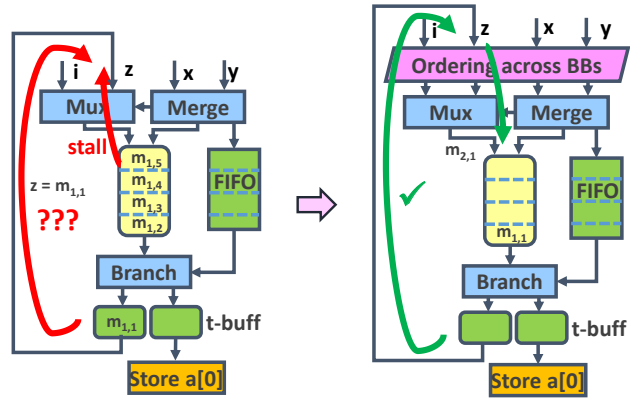 i
z
x
y
Mux
Merge
stall
z = m1,1
???
m1,5
m1,4
m1,3
m1,2
FIFO
Branch
m1,1
t-buff
Store a[0]
i
z
x
y
Ordering across BBs
Mux
Merge
m2,1
✓
FIFO
m1,1
Branch
t-buff
Store a[0]